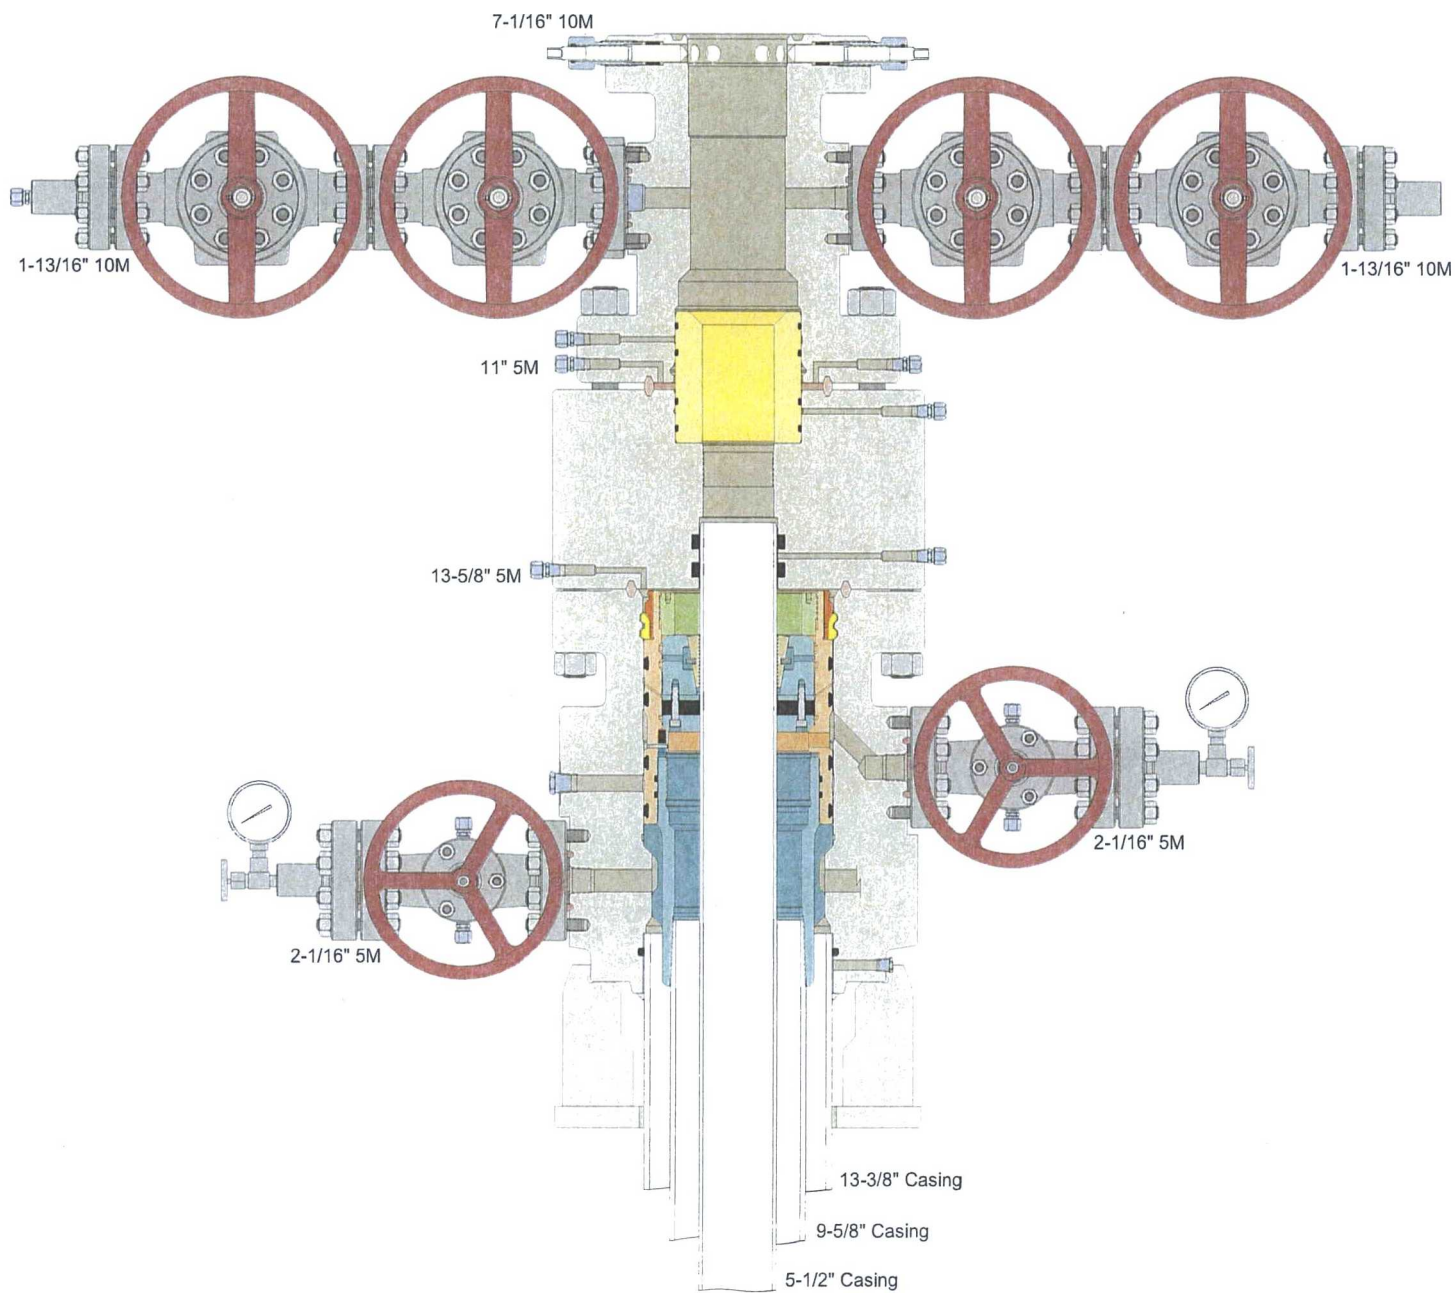 7-1/16" 10M
1-13/16" 10M
1-13/16" 10M
11" 5M
13-5/8" 5M
2-1/16" 5M
2-1/16" 5M
13-3/8" Casing
9-5/8" Casing
5-1/2" Casing